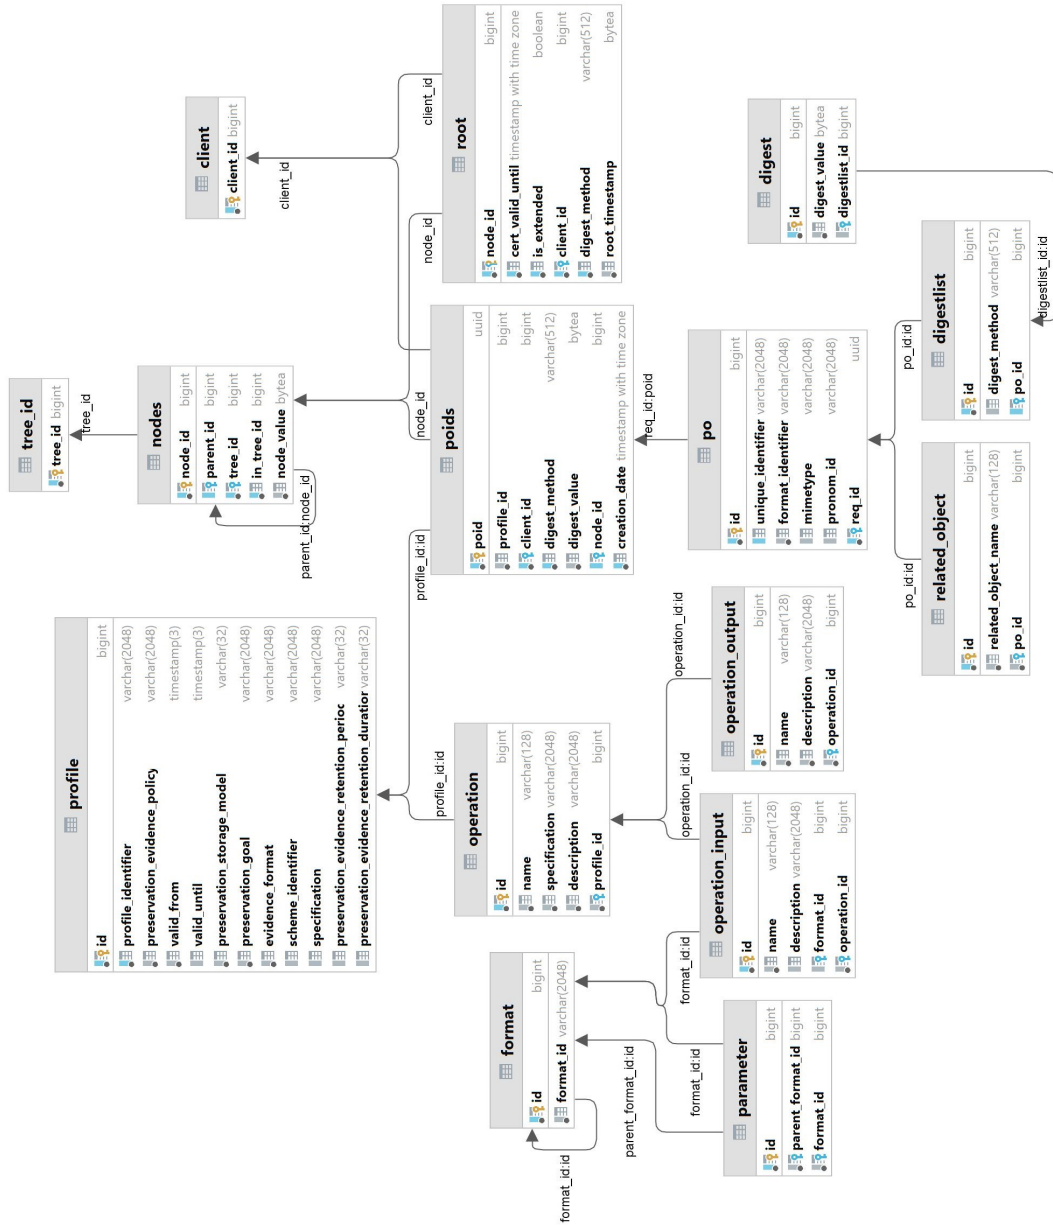 tree_id
tree_id bigint
tree_id
nodes
node_id bigint
parent_id bigint
tree_id bigint
in_tree_id bigint
node_value bytea
parent_id:node_id
client
client_id bigint
client_id
client_id
node_id
node_id
root
node_id bigint
cert_valid_until timestamp with time zone
is_extended boolean
client_id bigint
digest_method varchar(512)
root_timestamp bytea
profile
id bigint
profile_identifier varchar(2048)
preservation_evidence_policy varchar(2048)
valid_from timestamp(3)
valid_until timestamp(3)
preservation_storage_model varchar(32)
preservation_goal varchar(2048)
evidence_format varchar(2048)
scheme_identifier varchar(2048)
specification varchar(2048)
preservation_evidence_retention_perioc varchar(32)
preservation_evidence_retention_duratior varchar(32)
profile_id:id
profile_id:id
poids
poid uuid
profile_id bigint
client_id bigint
digest_method varchar(512)
digest_value bytea
node_id bigint
creation_date timestamp with time zone
req_id:poid
operation
id bigint
name varchar(128)
specification varchar(2048)
description varchar(2048)
profile_id bigint
operation_id:id
operation_id:id
format
id bigint
format_id varchar(2048)
format_id:id
parent_format_id:id
format_id:id
format_id:id
parameter
id bigint
parent_format_id bigint
format_id bigint
operation_input
id bigint
name varchar(128)
description varchar(2048)
format_id bigint
operation_id bigint
operation_output
id bigint
name varchar(128)
description varchar(2048)
operation_id bigint
po
id bigint
unique_identifier varchar(2048)
format_identifier varchar(2048)
mimetype varchar(2048)
pronom_id varchar(2048)
req_id uuid
po_id:id
po_id:id
related_object
id bigint
related_object name varchar(128)
po_id bigint
digestlist
id bigint
digest_method varchar(512)
po_id bigint
digestlist_id:id
digest
id bigint
digest_value bytea
digestlist_id bigint